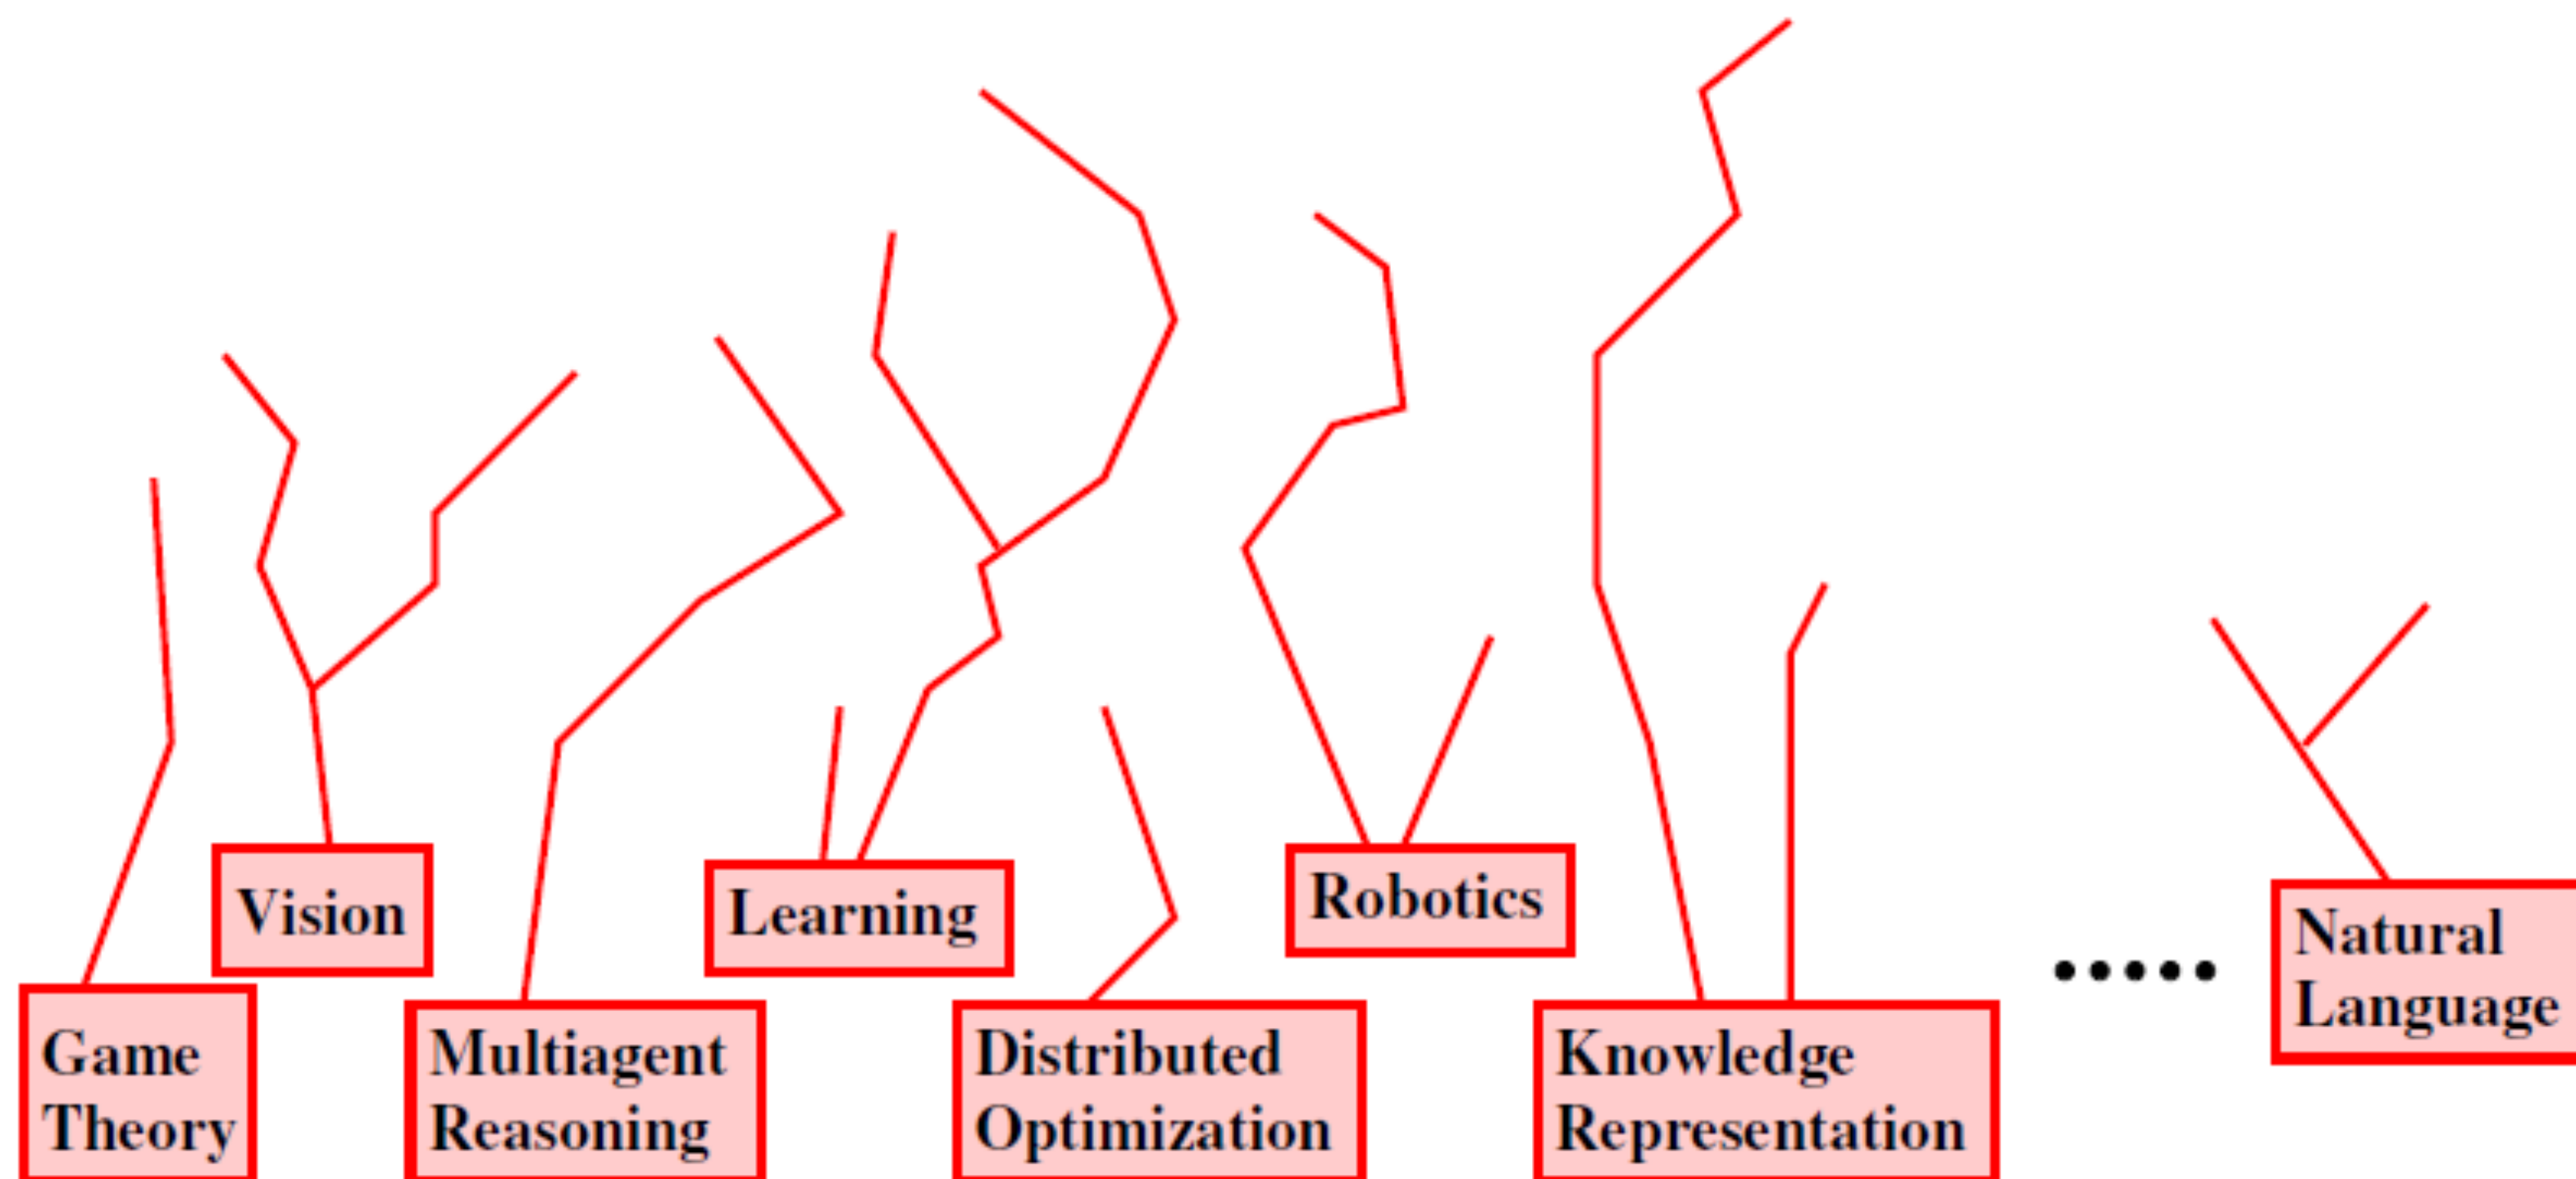 Game
Theory
Vision
Multiagent
Reasoning
Learning
Distributed
Optimization
Robotics
Knowledge
Representation
.....
Natural
Language